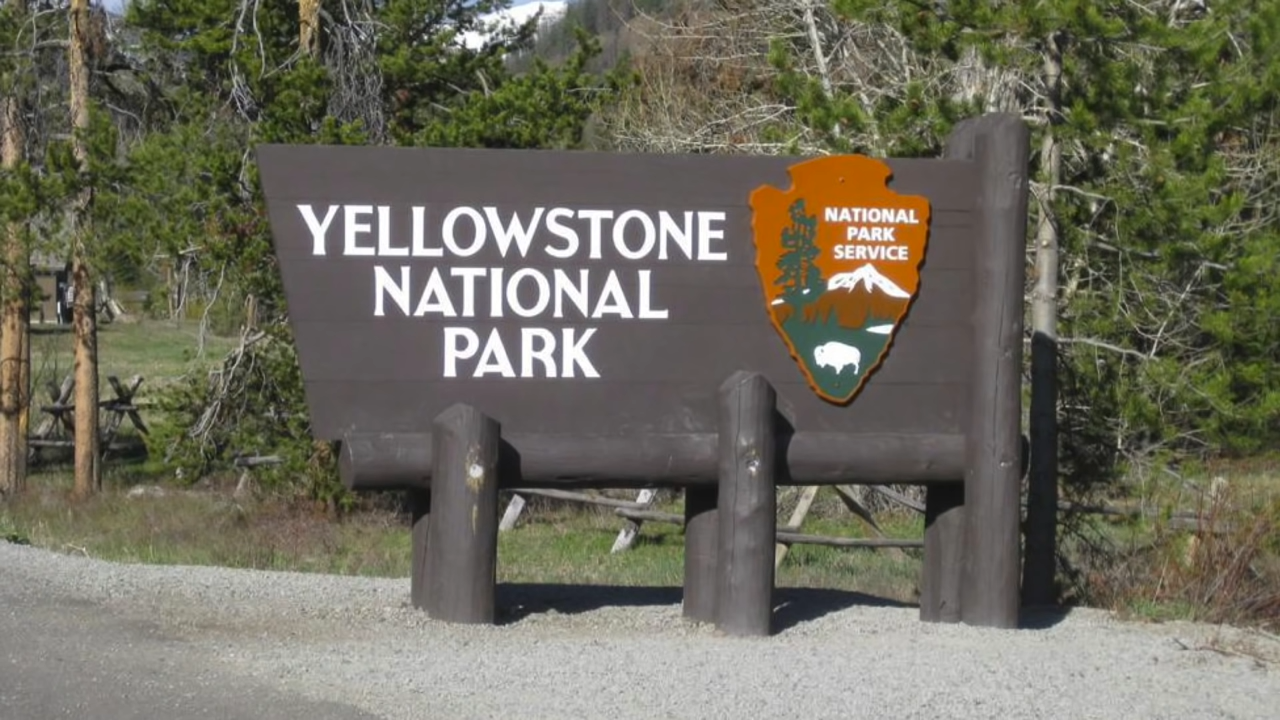 YELLOWSTONE
NATIONAL
PARK
NATIONAL
PARK
SERVICE